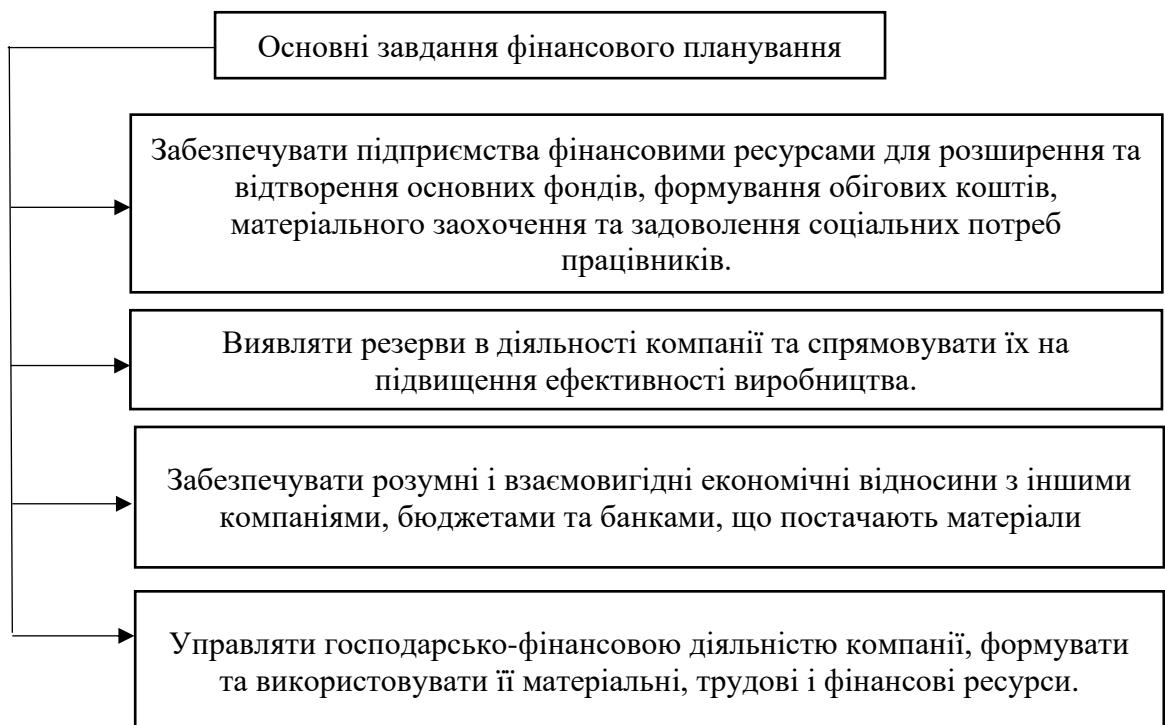 Основні завдання фінансового планування
Забезпечувати підприємства фінансовими ресурсами для розширення та
відтворення основних фондів, формування обігових коштів,
матеріального заохочення та задоволення соціальних потреб
працівників.
Виявляти резерви в діяльності компанії та спрямовувати їх на
підвищення ефективності виробництва.
Забезпечувати розумні і взаємовигідні економічні відносини з іншими
компаніями, бюджетами та банками, що постачають матеріали
Управляти господарсько-фінансовою діяльністю компанії, формувати
та використовувати її матеріальні, трудові і фінансові ресурси.